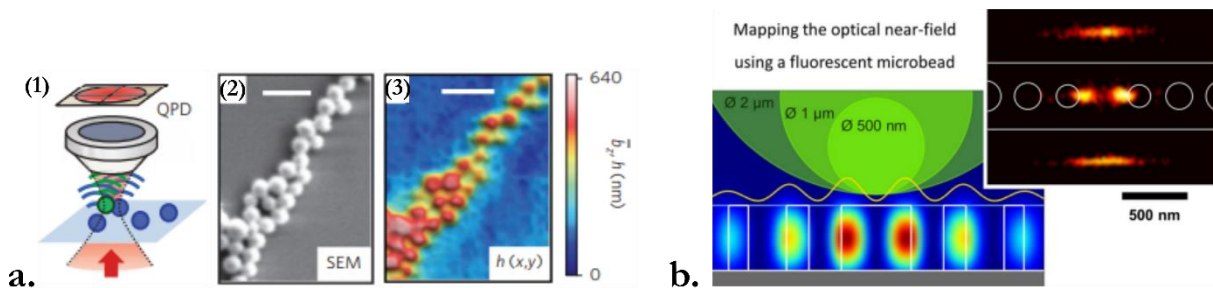 (1)
QPD
(2)
SEM
(3)
h (x,y)
640
b̄z, h (nm)
0
a.
Mapping the optical near-field
using a fluorescent microbead
Ø 2 μm
Ø 1 μm
Ø 500 nm
500 nm
b.